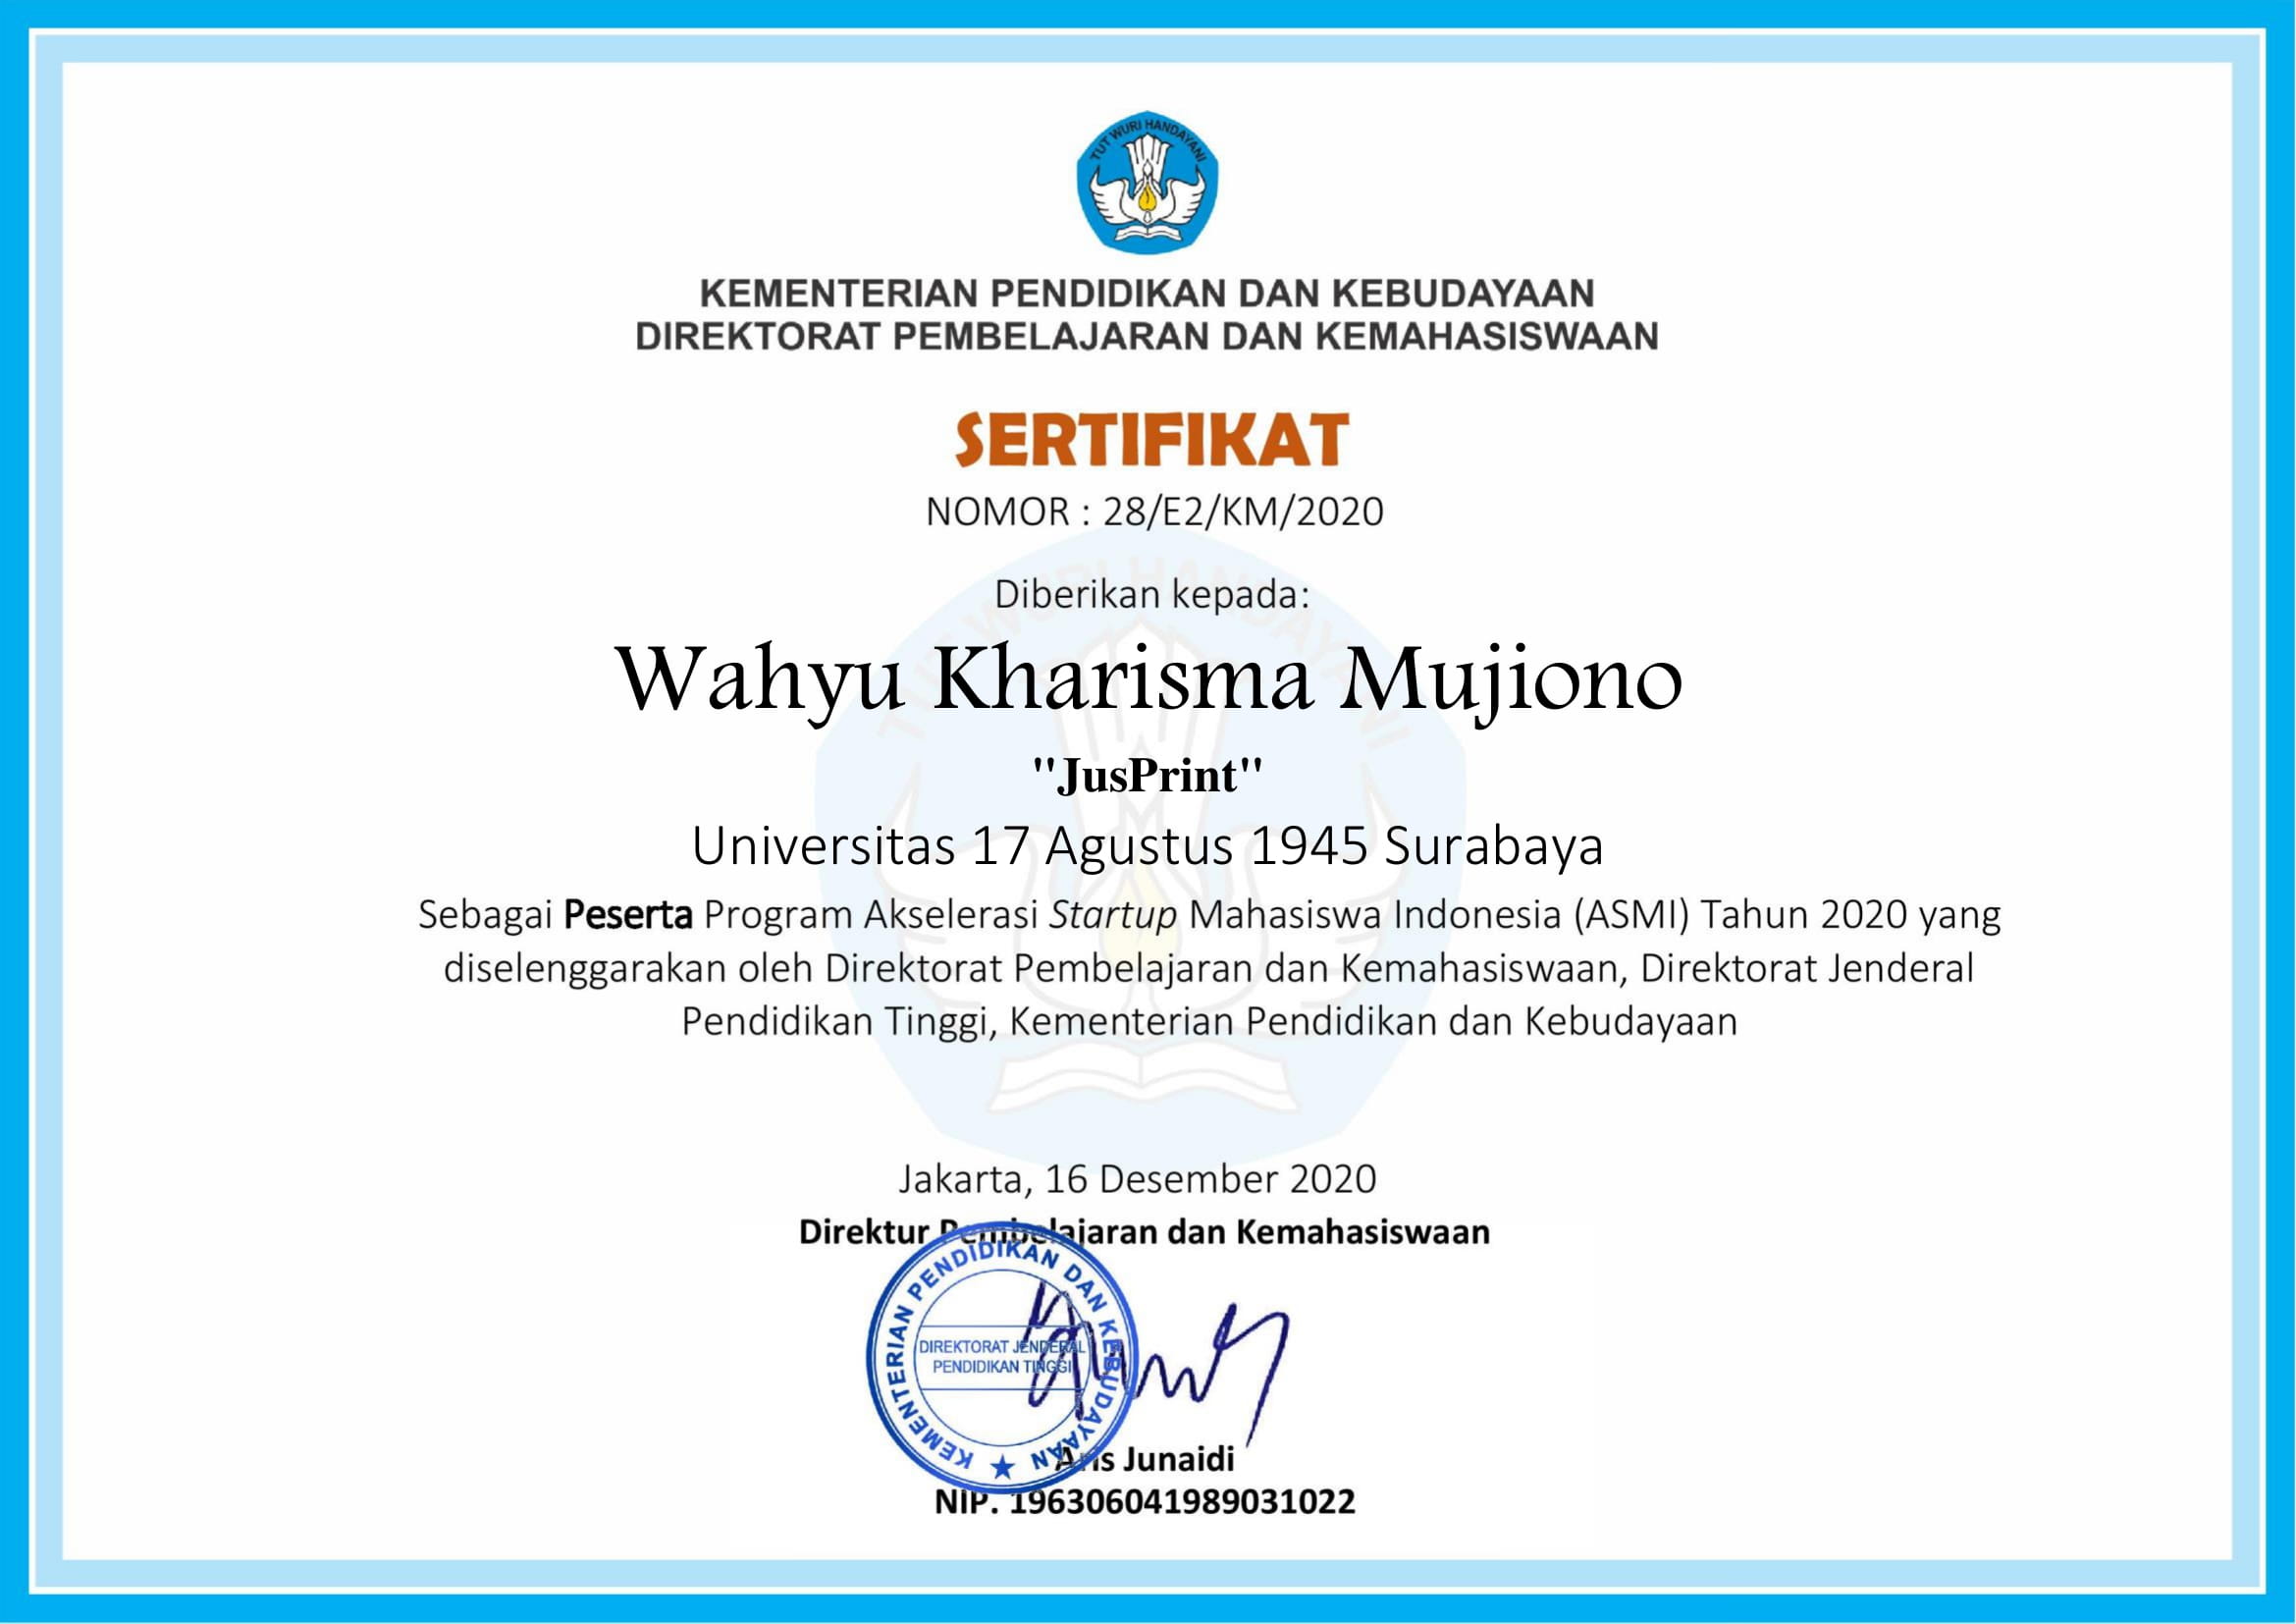 TUT WURI HANDAYANI
KEMENTERIAN PENDIDIKAN DAN KEBUDAYAAN
DIREKTORAT PEMBELAJARAN DAN KEMAHASISWAAN
SERTIFIKAT
NOMOR : 28/E2/KM/2020
Diberikan kepada:
Wahyu Kharisma Mujiono
"JusPrint"
Universitas 17 Agustus 1945 Surabaya
Sebagai Peserta Program Akselerasi Startup Mahasiswa Indonesia (ASMI) Tahun 2020 yang
diselenggarakan oleh Direktorat Pembelajaran dan Kemahasiswaan, Direktorat Jenderal
Pendidikan Tinggi, Kementerian Pendidikan dan Kebudayaan
TUT WURI HANDAYANI
Jakarta, 16 Desember 2020
Direktur Pembelajaran dan Kemahasiswaan
KEMENTERIAN PENDIDIKAN DAN KEBUDAYAAN
DIREKTORAT JENDERAL
PENDIDIKAN TINGGI
Aris Junaidi
NIP. 196306041989031022